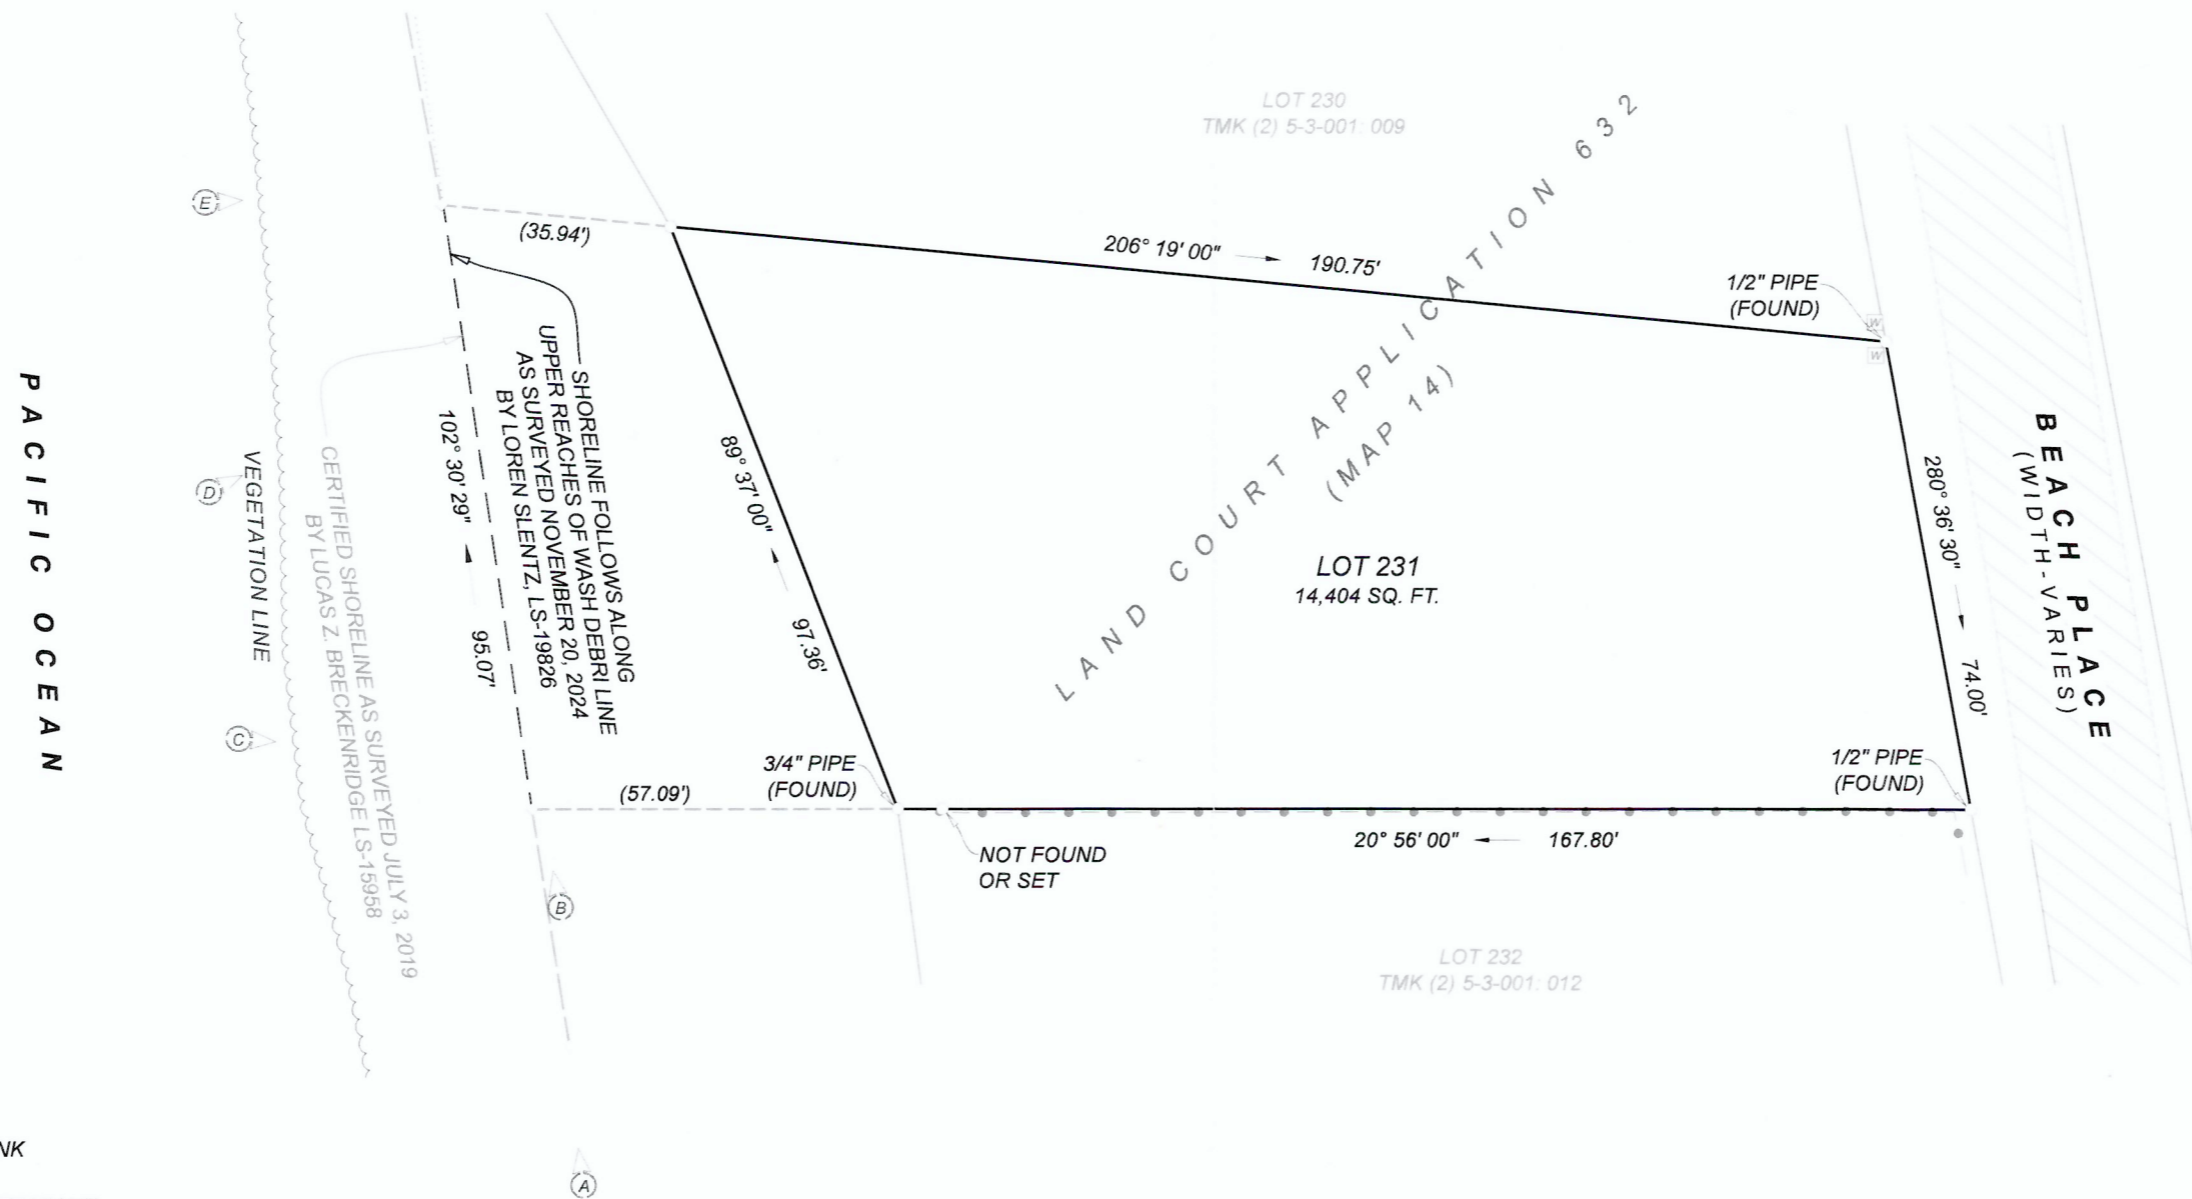 LOT 230
TMK (2) 5-3-001: 009
LAND COURT APPLICATION 632
(MAP 14)
E
(35.94')
206° 19' 00"
190.75'
1/2" PIPE
(FOUND)
W
W
PACIFIC OCEAN
VEGETATION LINE
D
C
CERTIFIED SHORELINE AS SURVEYED JULY 3, 2019
BY LUCAS Z. BRECKENRIDGE LS-15958
102° 30' 29"
95.07'
SHORELINE FOLLOWS ALONG
UPPER REACHES OF WASH DEBRI LINE
AS SURVEYED NOVEMBER 20, 2024
BY LOREN SLENTZ, LS-19826
89° 37' 00"
97.36'
LOT 231
14,404 SQ. FT.
280° 36' 30"
74.00'
BEACH PLACE
(WIDTH-VARIES)
(57.09')
3/4" PIPE
(FOUND)
1/2" PIPE
(FOUND)
20° 56' 00"
167.80'
NOT FOUND
OR SET
B
LOT 232
TMK (2) 5-3-001: 012
NK
A